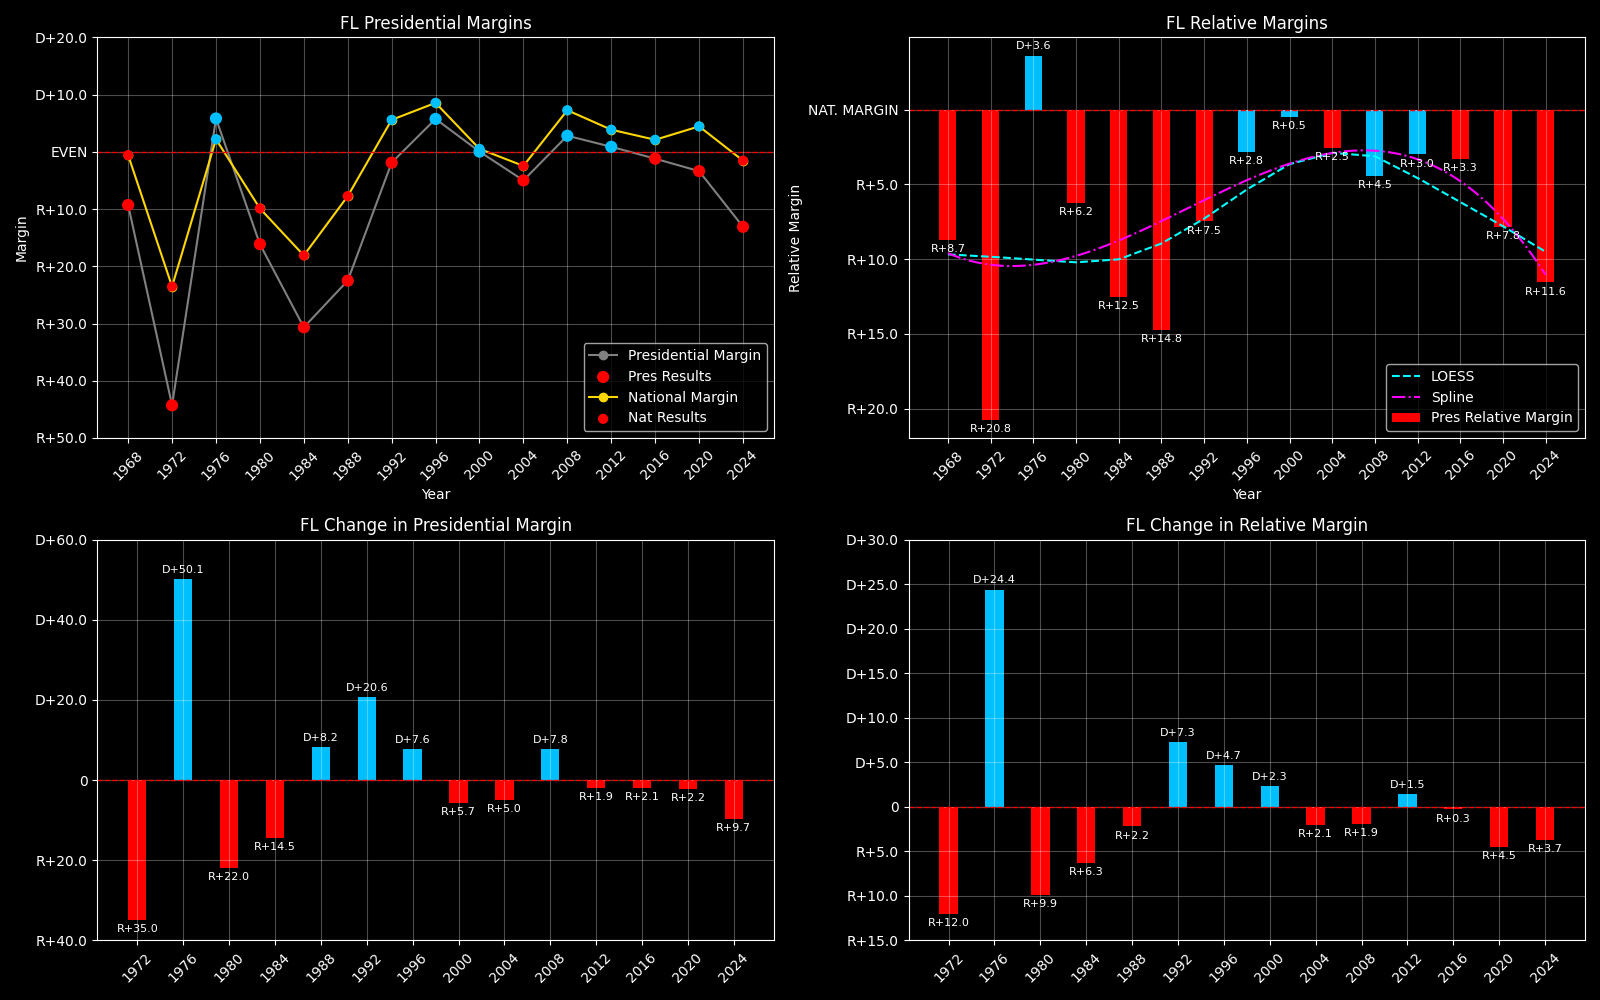 FL Presidential Margins
D+20.0
D+10.0
EVEN
R+10.0
R+20.0
R+30.0
R+40.0
R+50.0
Margin
1968 1972 1976 1980 1984 1988 1992 1996 2000 2004 2008 2012 2016 2020 2024
Year
Presidential Margin
Pres Results
National Margin
Nat Results
FL Relative Margins
NAT. MARGIN
R+5.0
R+10.0
R+15.0
R+20.0
Relative Margin
R+8.7
R+20.8
D+3.6
R+6.2
R+12.5
R+14.8
R+7.5
R+2.8
R+0.5
R+2.5
R+4.5
R+3.0
R+3.3
R+7.8
R+11.6
1968 1972 1976 1980 1984 1988 1992 1996 2000 2004 2008 2012 2016 2020 2024
Year
LOESS
Spline
Pres Relative Margin
FL Change in Presidential Margin
D+60.0
D+40.0
D+20.0
0
R+20.0
R+40.0
R+35.0
D+50.1
R+22.0
R+14.5
D+8.2
D+20.6
D+7.6
R+5.7
R+5.0
D+7.8
R+1.9
R+2.1
R+2.2
R+9.7
1972 1976 1980 1984 1988 1992 1996 2000 2004 2008 2012 2016 2020 2024
FL Change in Relative Margin
D+30.0
D+25.0
D+20.0
D+15.0
D+10.0
D+5.0
0
R+5.0
R+10.0
R+15.0
R+12.0
D+24.4
R+9.9
R+6.3
R+2.2
D+7.3
D+4.7
D+2.3
R+2.1
R+1.9
D+1.5
R+0.3
R+4.5
R+3.7
1972 1976 1980 1984 1988 1992 1996 2000 2004 2008 2012 2016 2020 2024